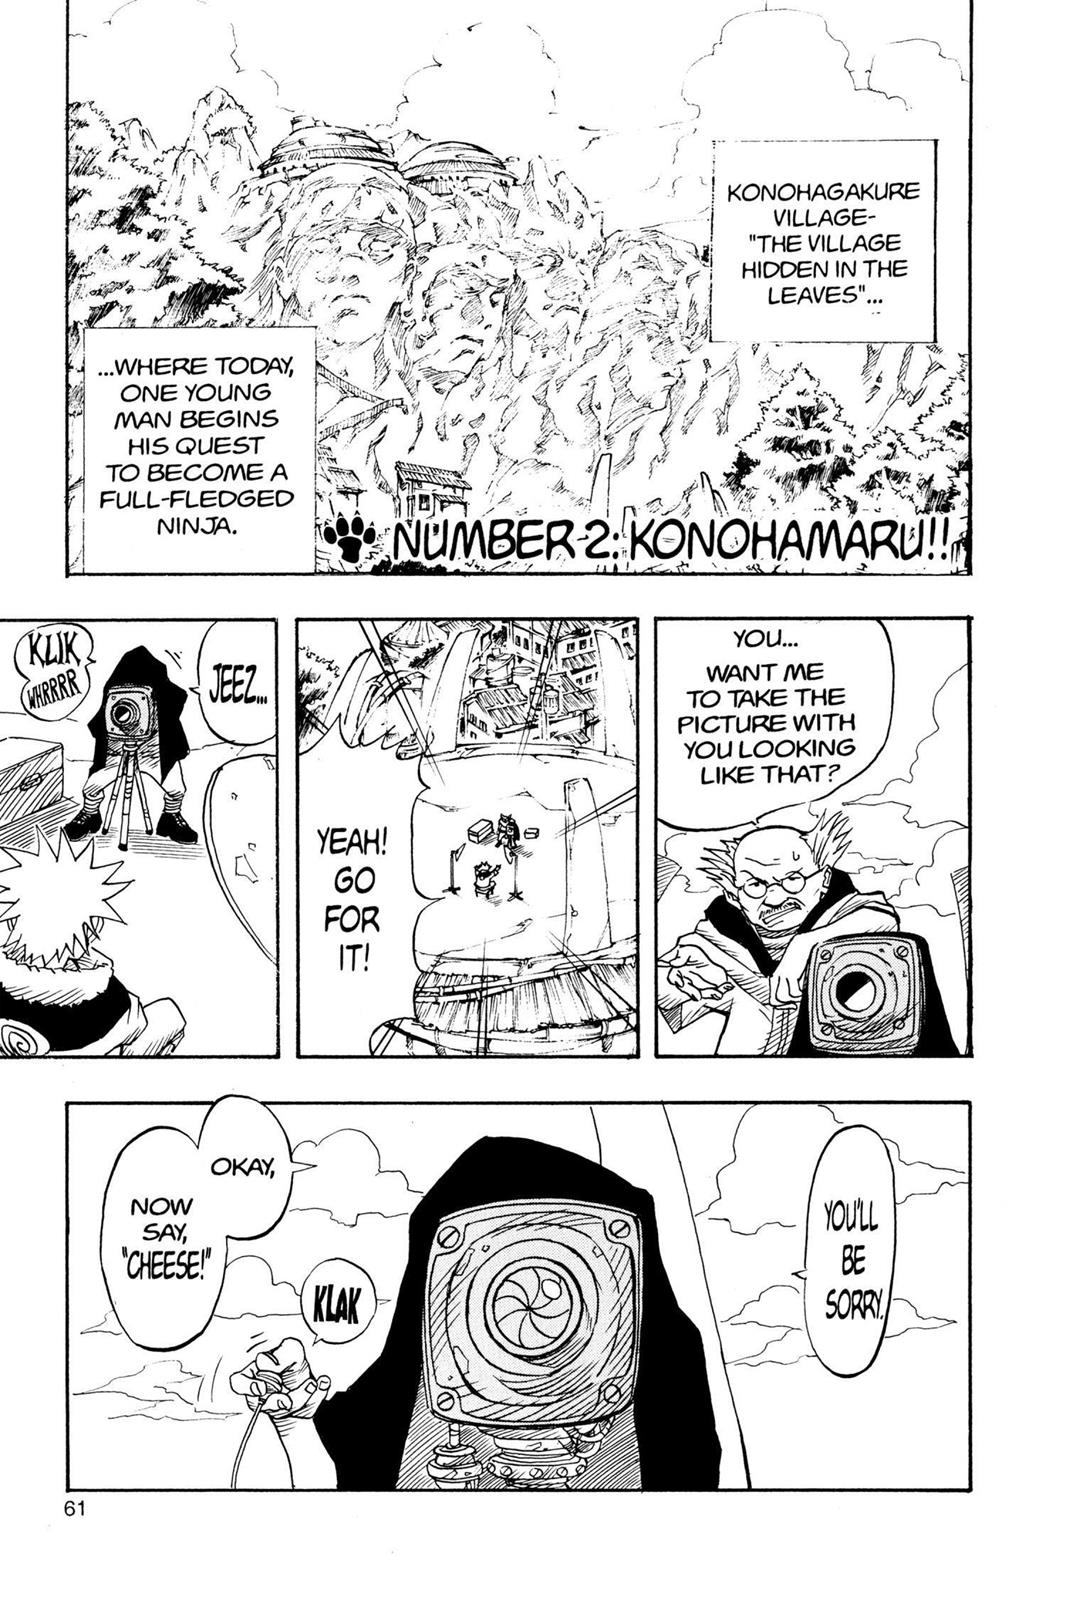 KONOHAGAKURE
VILLAGE-
"THE VILLAGE
HIDDEN IN THE
LEAVES"...
...WHERE TODAY,
ONE YOUNG
MAN BEGINS
HIS QUEST
TO BECOME A
FULL-FLEDGED
NINJA.
NUMBER 2: KONOHAMARU!!
YOU...
WANT ME
TO TAKE THE
PICTURE WITH
YOU LOOKING
LIKE THAT?
YEAH!
GO
FOR
IT!
JEEZ...
KLIK
WHRRRR
YOU'LL
BE
SORRY.
OKAY,
NOW
SAY,
"CHEESE!"
KLAK
61